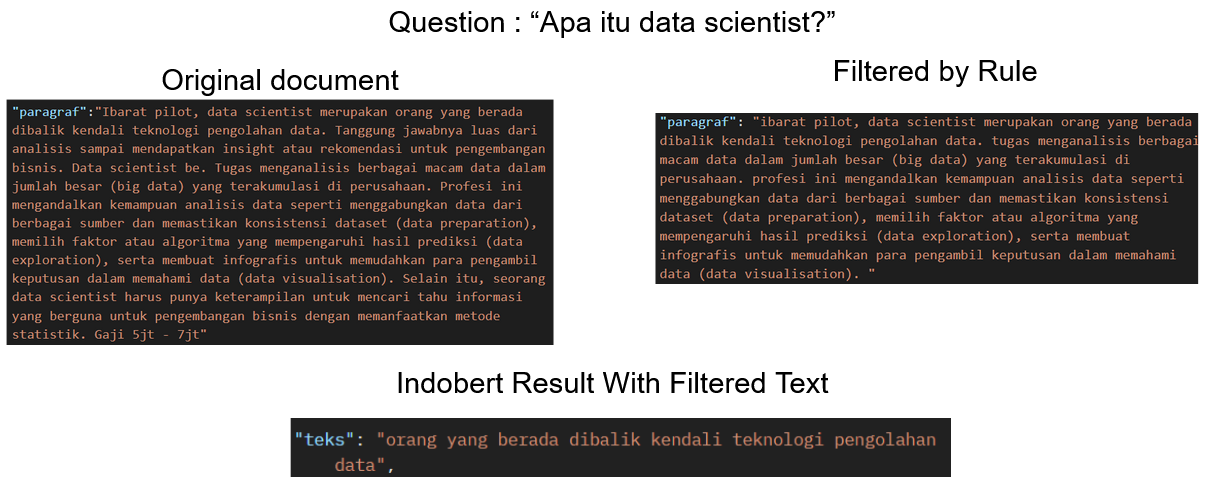 Question : “Apa itu data scientist?”
Original document
"paragraf":"Ibarat pilot, data scientist merupakan orang yang berada
dibalik kendali teknologi pengolahan data. Tanggung jawabnya luas dari
analisis sampai mendapatkan insight atau rekomendasi untuk pengembangan
bisnis. Data scientist be. Tugas menganalisis berbagai macam data dalam
jumlah besar (big data) yang terakumulasi di perusahaan. Profesi ini
mengandalkan kemampuan analisis data seperti menggabungkan data dari
berbagai sumber dan memastikan konsistensi dataset (data preparation),
memilih faktor atau algoritma yang mempengaruhi hasil prediksi (data
exploration), serta membuat infografis untuk memudahkan para pengambil
keputusan dalam memahami data (data visualisation). Selain itu, seorang
data scientist harus punya keterampilan untuk mencari tahu informasi
yang berguna untuk pengembangan bisnis dengan memanfaatkan metode
statistik. Gaji 5jt - 7jt"
Filtered by Rule
"paragraf": "ibarat pilot, data scientist merupakan orang yang berada
dibalik kendali teknologi pengolahan data. tugas menganalisis berbagai
macam data dalam jumlah besar (big data) yang terakumulasi di
perusahaan. profesi ini mengandalkan kemampuan analisis data seperti
menggabungkan data dari berbagai sumber dan memastikan konsistensi
dataset (data preparation), memilih faktor atau algoritma yang
mempengaruhi hasil prediksi (data exploration), serta membuat
infografis untuk memudahkan para pengambil keputusan dalam memahami
data (data visualisation). "
Indobert Result With Filtered Text
"teks": "orang yang berada dibalik kendali teknologi pengolahan
data",